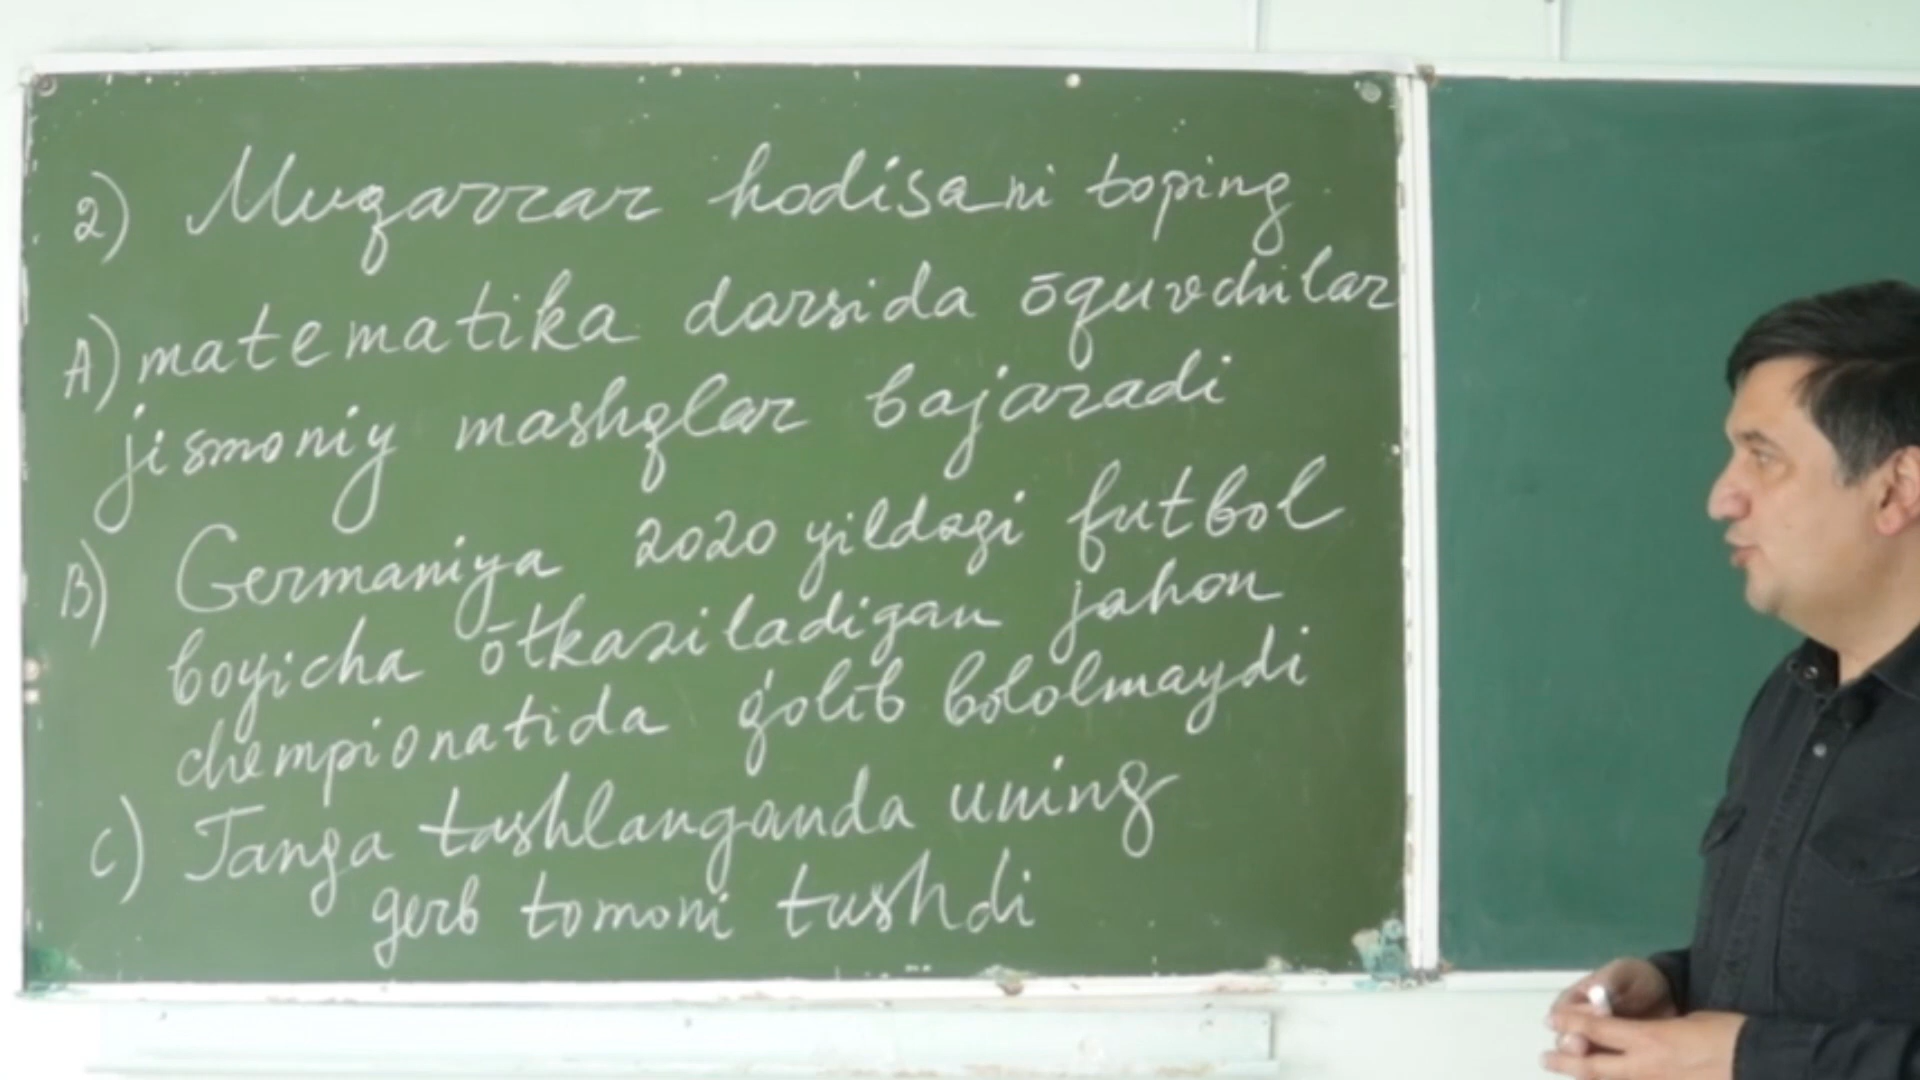 2) Muqarrar hodisani toping
A) matematika darsida ōquvchilar
jismoniy mashqlar bajaradi
B) Germaniya 2020 yildagi futbol
boyicha ōtkaziladigan jahon
chempionatida g'olib bololmaydi
C) Tanga tashlanganda uning
gerb tomoni tushdi